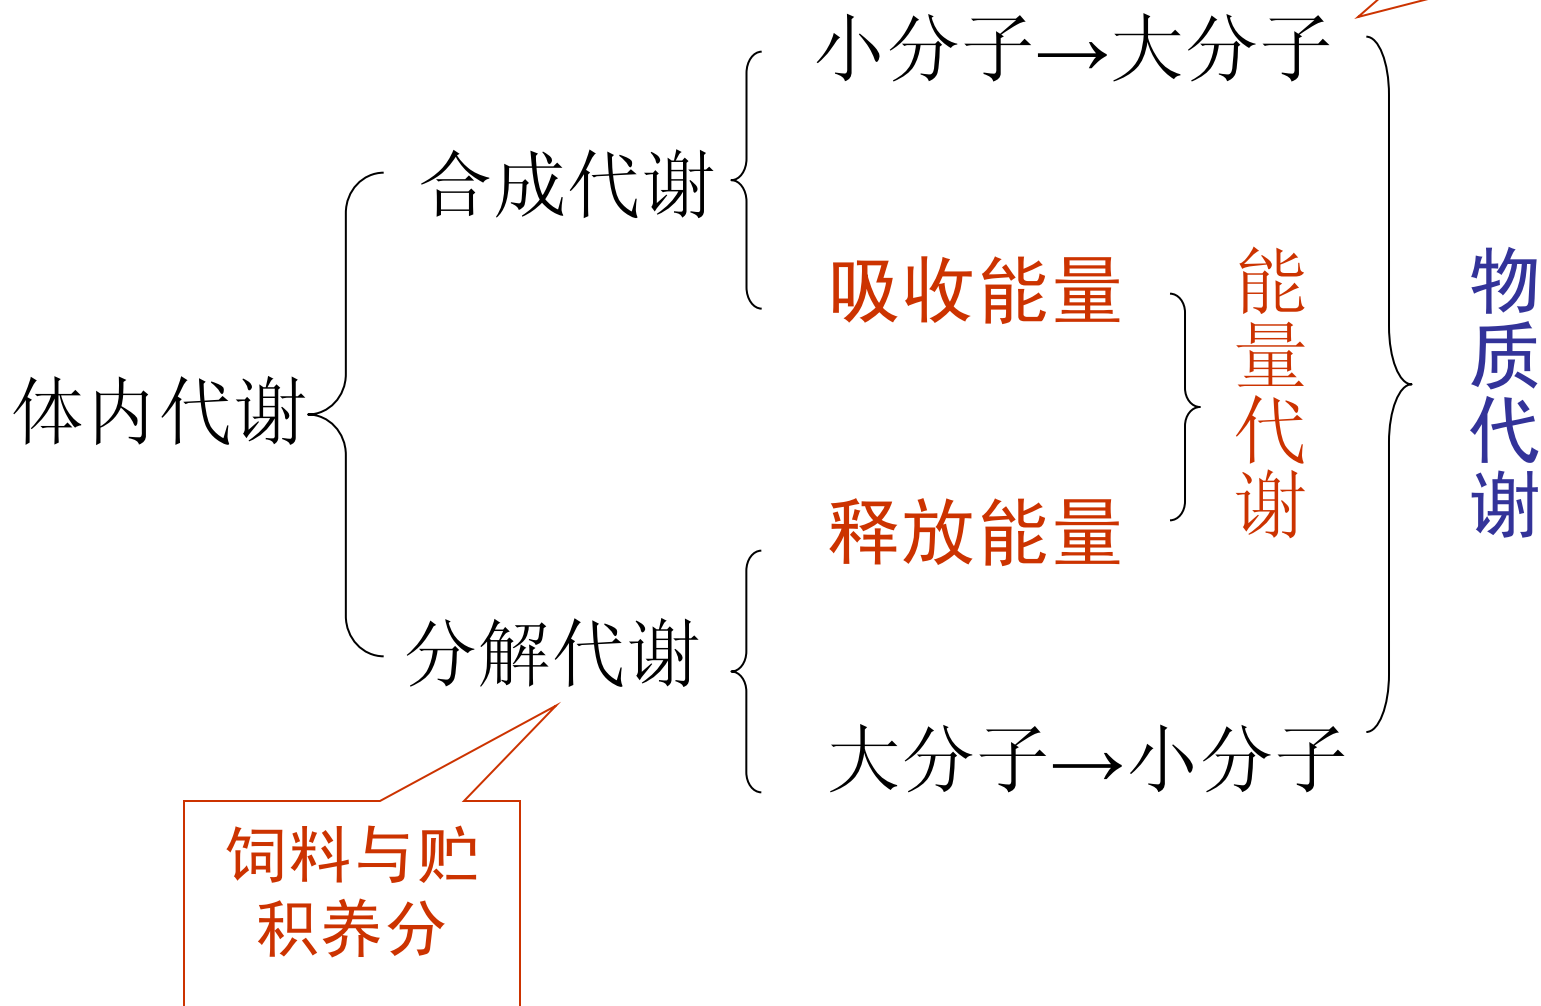 小分子→大分子
合成代谢
吸收能量
能量代谢
物质代谢
体内代谢
释放能量
分解代谢
大分子→小分子
饲料与贮
积养分